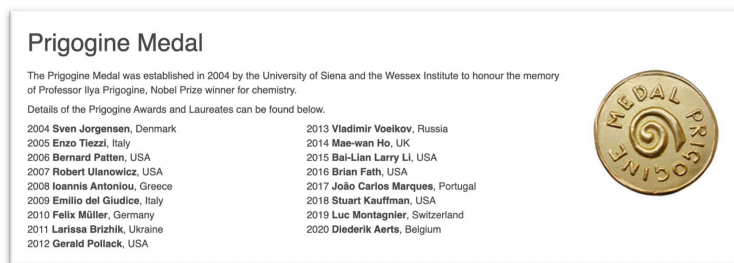 Prigogine Medal
The Prigogine Medal was established in 2004 by the University of Siena and the Wessex Institute to honour the memory
of Professor Ilya Prigogine, Nobel Prize winner for chemistry.
Details of the Prigogine Awards and Laureates can be found below.
2004 Sven Jorgensen, Denmark
2005 Enzo Tiezzi, Italy
2006 Bernard Patten, USA
2007 Robert Ulanowicz, USA
2008 Ioannis Antoniou, Greece
2009 Emilio del Giudice, Italy
2010 Felix Müller, Germany
2011 Larissa Brizhik, Ukraine
2012 Gerald Pollack, USA
2013 Vladimir Voeikov, Russia
2014 Mae-wan Ho, UK
2015 Bai-Lian Larry Li, USA
2016 Brian Fath, USA
2017 João Carlos Marques, Portugal
2018 Stuart Kauffman, USA
2019 Luc Montagnier, Switzerland
2020 Diederik Aerts, Belgium
MEDAL PRIGOGINE